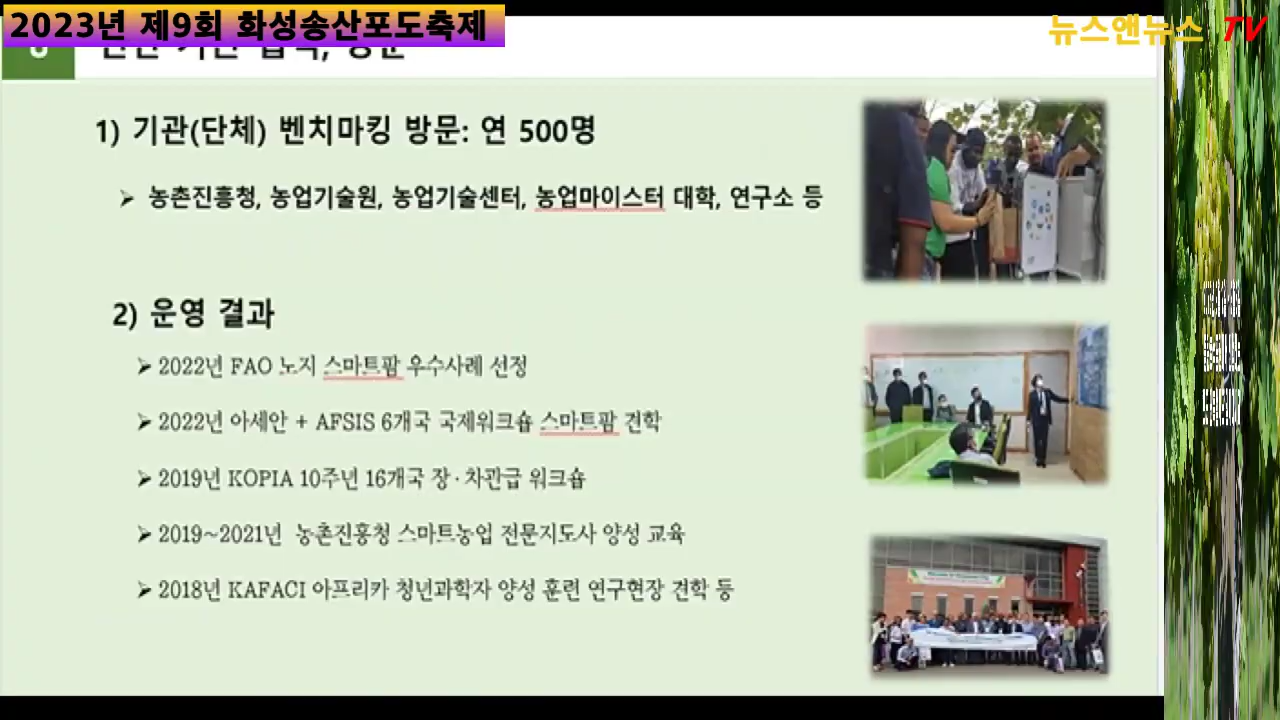 2023년 제9회 화성송산포도축제
뉴스앤뉴스 TV
1) 기관(단체) 벤치마킹 방문: 연 500명
➢ 농촌진흥청, 농업기술원, 농업기술센터, 농업마이스터 대학, 연구소 등
2) 운영 결과
➢ 2022년 FAO 노지 스마트팜 우수사례 선정
➢ 2022년 아세안 + AFSIS 6개국 국제워크숍 스마트팜 견학
➢ 2019년 KOPIA 10주년 16개국 장·차관급 워크숍
➢ 2019~2021년 농촌진흥청 스마트농업 전문지도사 양성 교육
➢ 2018년 KAFACI 아프리카 청년과학자 양성 훈련 연구현장 견학 등